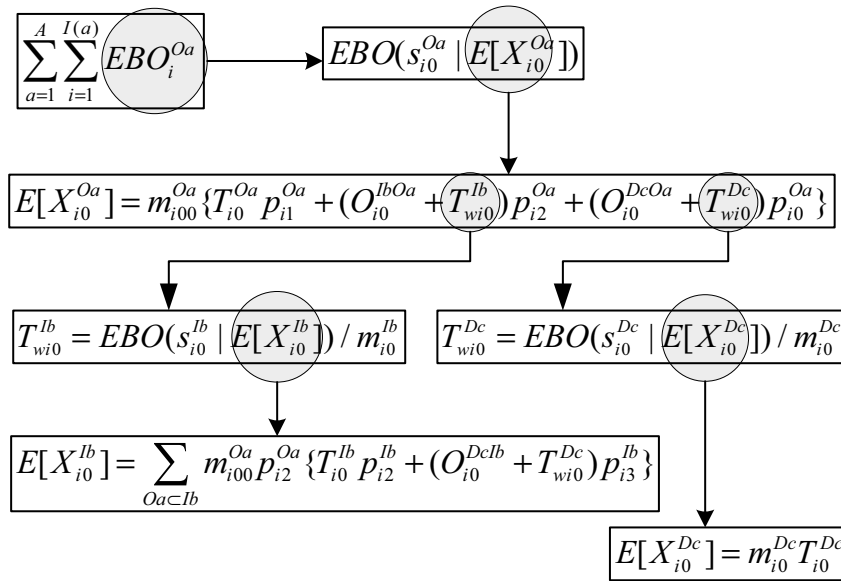 $\sum_{a=1}^{A} \sum_{i=1}^{I(a)} EBO_i^{Oa}$
$EBO(s_{i0}^{Oa} \mid E[X_{i0}^{Oa}])$
$E[X_{i0}^{Oa}] = m_{i00}^{Oa} \{T_{i0}^{Oa} p_{i1}^{Oa} + (O_{i0}^{IbOa} + T_{wi0}^{Ib}) p_{i2}^{Oa} + (O_{i0}^{DcOa} + T_{wi0}^{Dc}) p_{i0}^{Oa}\}$
$T_{wi0}^{Ib} = EBO(s_{i0}^{Ib} \mid E[X_{i0}^{Ib}]) / m_{i0}^{Ib}$
$T_{wi0}^{Dc} = EBO(s_{i0}^{Dc} \mid E[X_{i0}^{Dc}]) / m_{i0}^{Dc}$
$E[X_{i0}^{Ib}] = \sum_{Oa \subset Ib} m_{i00}^{Oa} p_{i2}^{Oa} \{T_{i0}^{Ib} p_{i2}^{Ib} + (O_{i0}^{DcIb} + T_{wi0}^{Dc}) p_{i3}^{Ib}\}$
$E[X_{i0}^{Dc}] = m_{i0}^{Dc} T_{i0}^{Dc}$